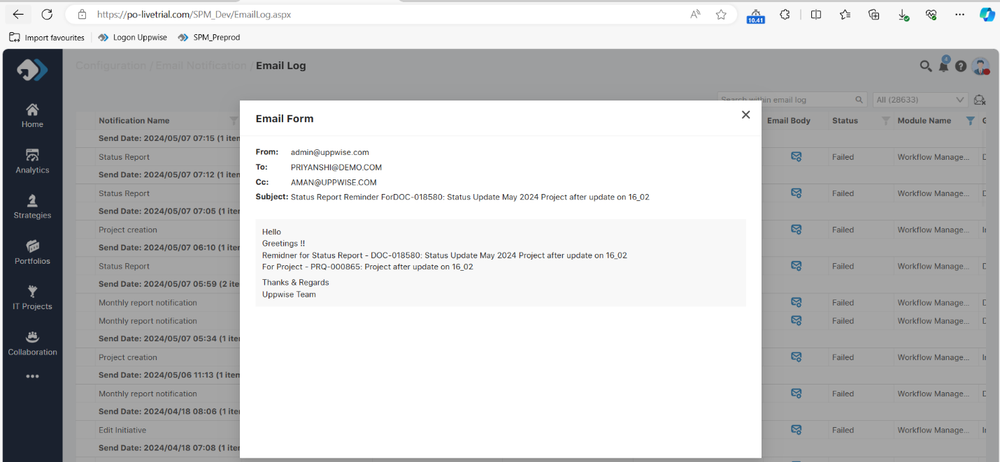 https://po-livetrial.com/SPM_Dev/EmailLog.aspx
10.41
Import favourites
Logon Uppwise
SPM_Preprod
Configuration / Email Notification / Email Log
4
Search within email log
All (28633)
Home
Analytics
Strategies
Portfolios
IT Projects
Collaboration
Notification Name
Email Body
Status
Module Name
Send Date: 2024/05/07 07:15 (1 item
Status Report
Failed
Workflow Manage...
Send Date: 2024/05/07 07:12 (1 item
Status Report
Failed
Workflow Manage...
Send Date: 2024/05/07 07:05 (1 item
Project creation
Failed
Workflow Manage...
Send Date: 2024/05/07 06:10 (1 item
Status Report
Failed
Workflow Manage...
Send Date: 2024/05/07 05:59 (2 ite
Monthly report notification
Failed
Workflow Manage...
Monthly report notification
Failed
Workflow Manage...
Send Date: 2024/05/07 05:34 (1 item
Project creation
Failed
Workflow Manage...
Send Date: 2024/05/06 11:13 (1 item
Monthly report notification
Failed
Workflow Manage...
Send Date: 2024/04/18 08:06 (1 item
Edit Initiative
Failed
Workflow Manage...
Send Date: 2024/04/18 07:08 (1 item
Email Form
From: admin@uppwise.com
To: PRIYANSHI@DEMO.COM
Cc: AMAN@UPPWISE.COM
Subject: Status Report Reminder ForDOC-018580: Status Update May 2024 Project after update on 16_02
Hello
Greetings !!
Remidner for Status Report - DOC-018580: Status Update May 2024 Project after update on 16_02
For Project - PRQ-000865: Project after update on 16_02
Thanks & Regards
Uppwise Team